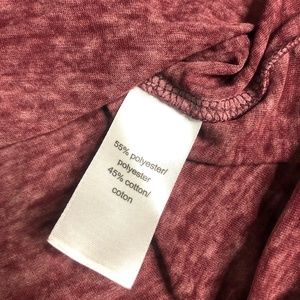 55% polyester/
polyester
45% cotton/
coton